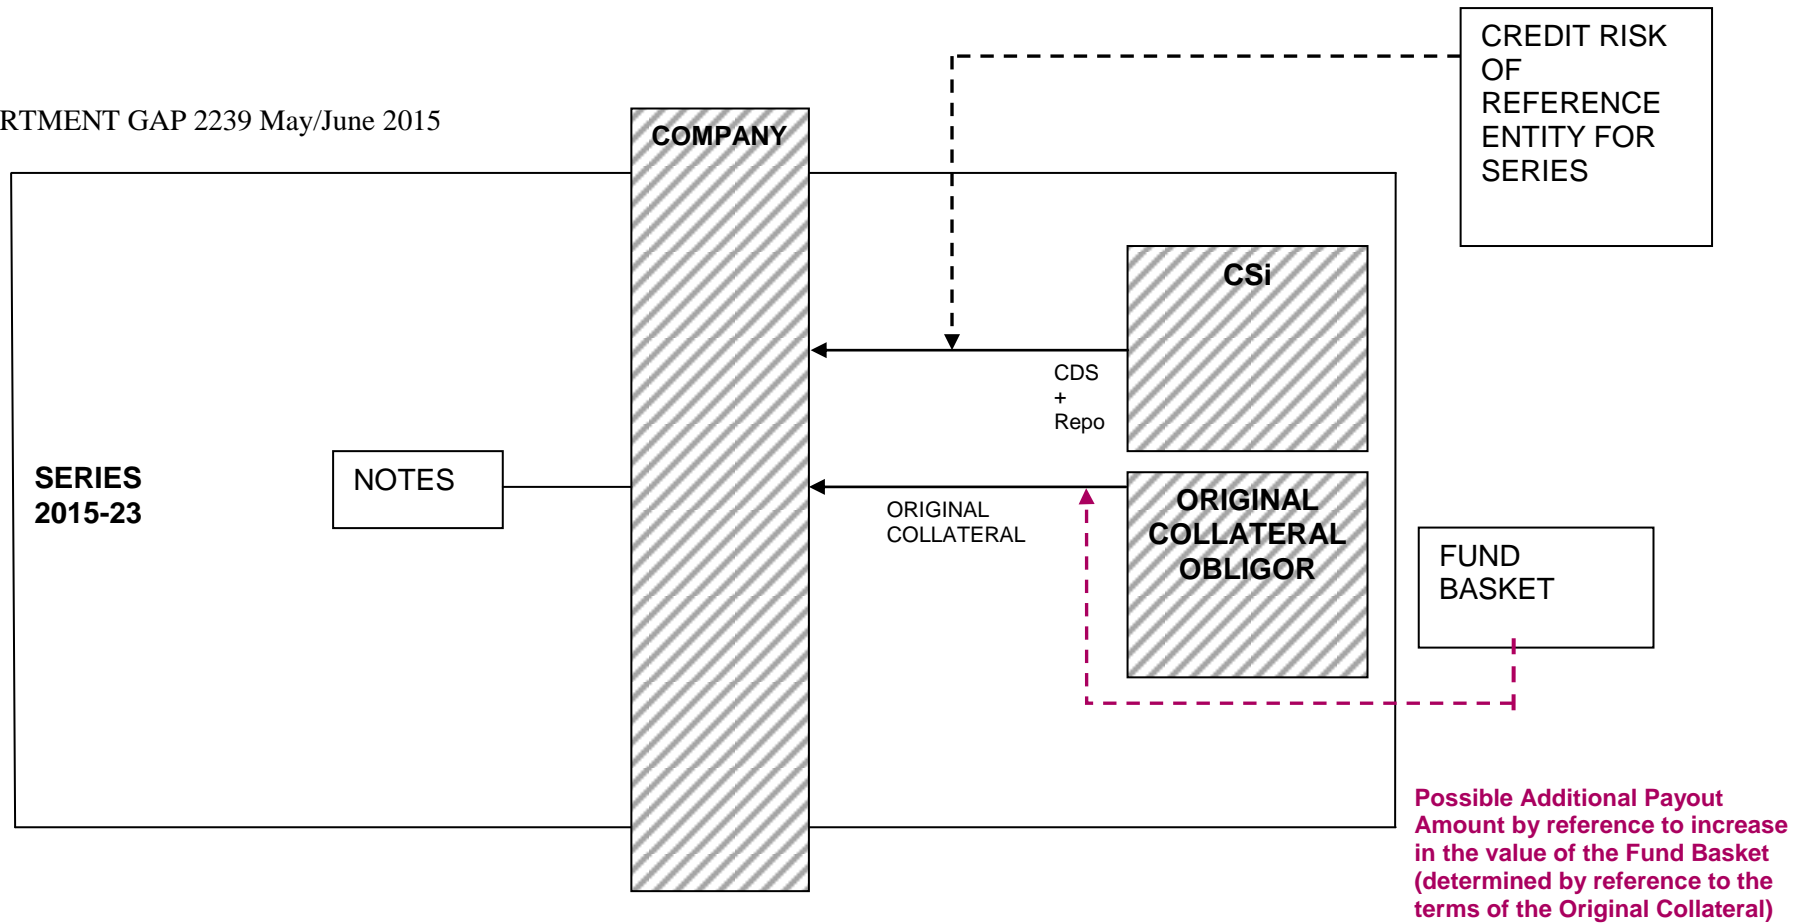 CREDIT RISK
OF
REFERENCE
ENTITY FOR
SERIES
RTMENT GAP 2239 May/June 2015
COMPANY
CSi
CDS
+
Repo
SERIES
2015-23
NOTES
ORIGINAL
COLLATERAL
ORIGINAL
COLLATERAL
OBLIGOR
FUND
BASKET
Possible Additional Payout
Amount by reference to increase
in the value of the Fund Basket
(determined by reference to the
terms of the Original Collateral)